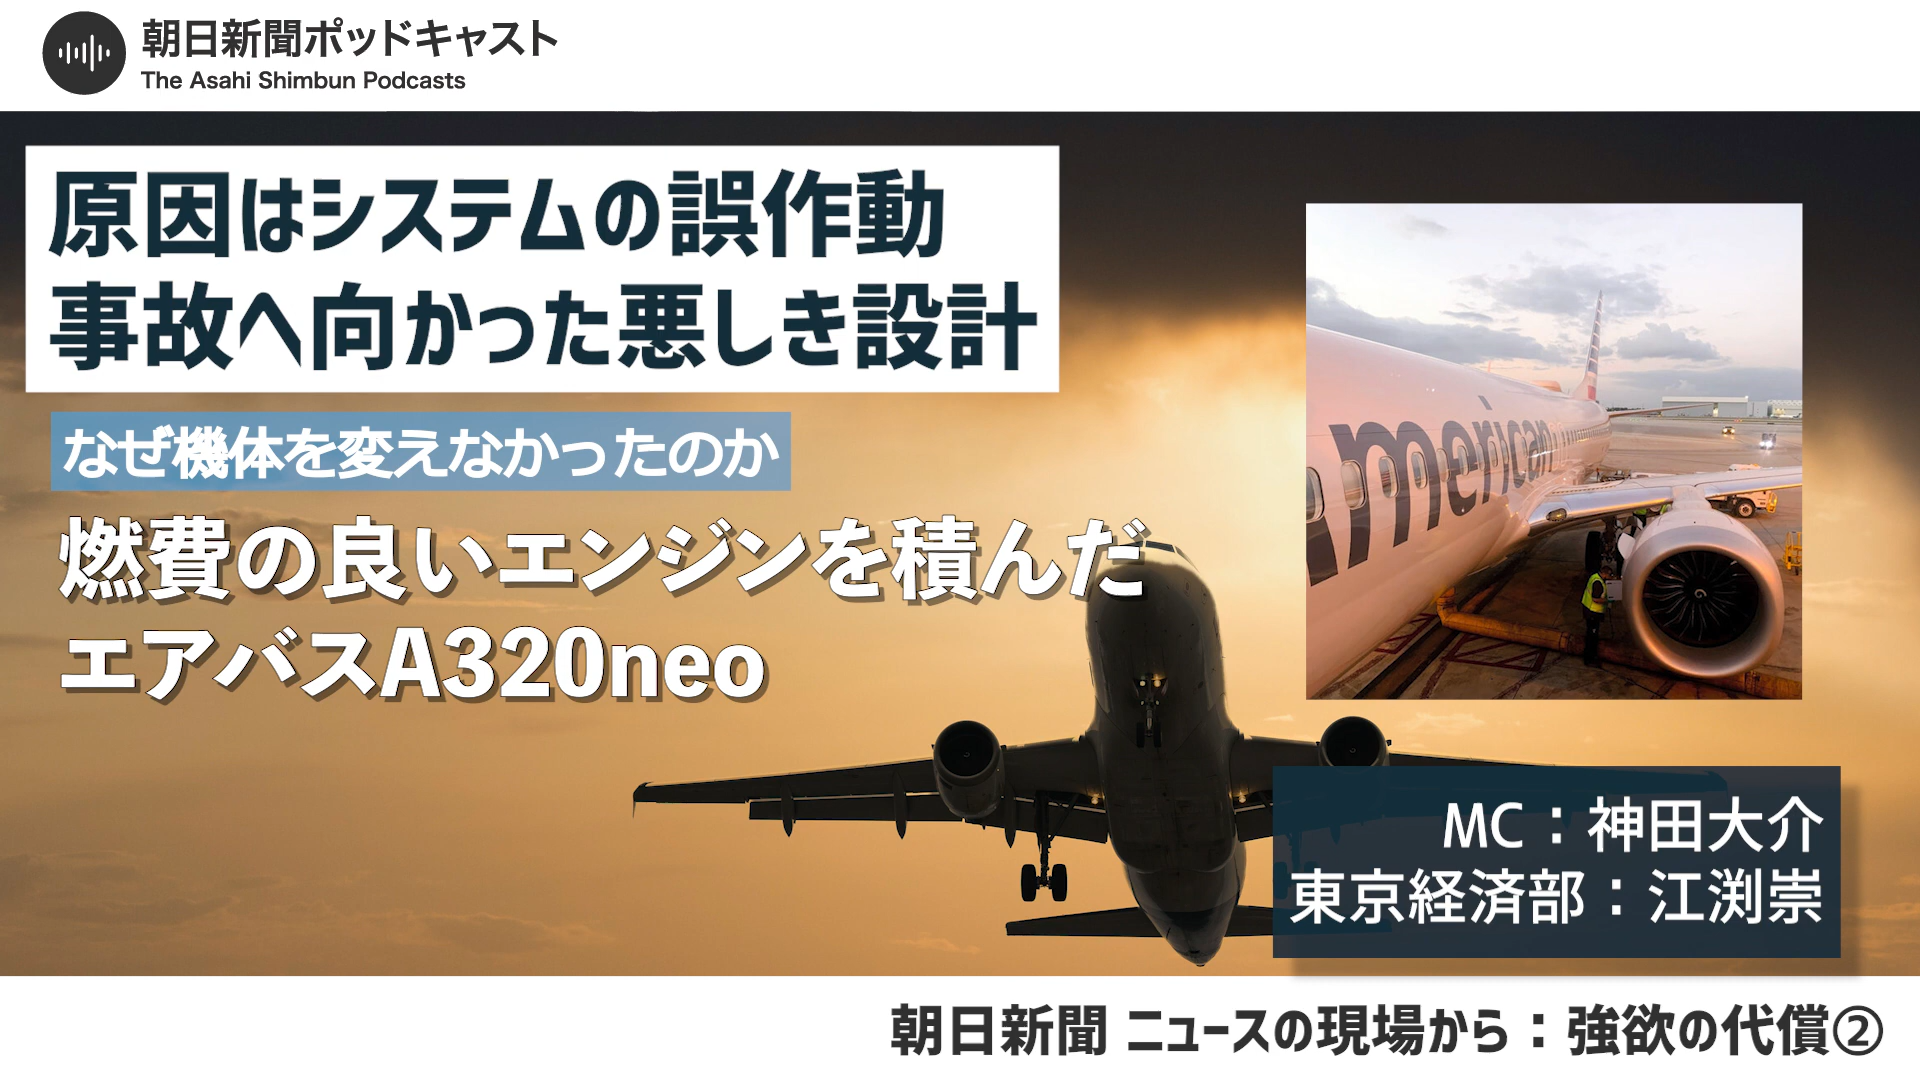 朝日新聞ポッドキャスト
The Asahi Shimbun Podcasts
原因はシステムの誤作動
事故へ向かった悪しき設計
なぜ機体を変えなかったのか
燃費の良いエンジンを積んだ
エアバスA320neo
American
MC：神田大介
東京経済部：江渕崇
朝日新聞 ニュースの現場から：強欲の代償②